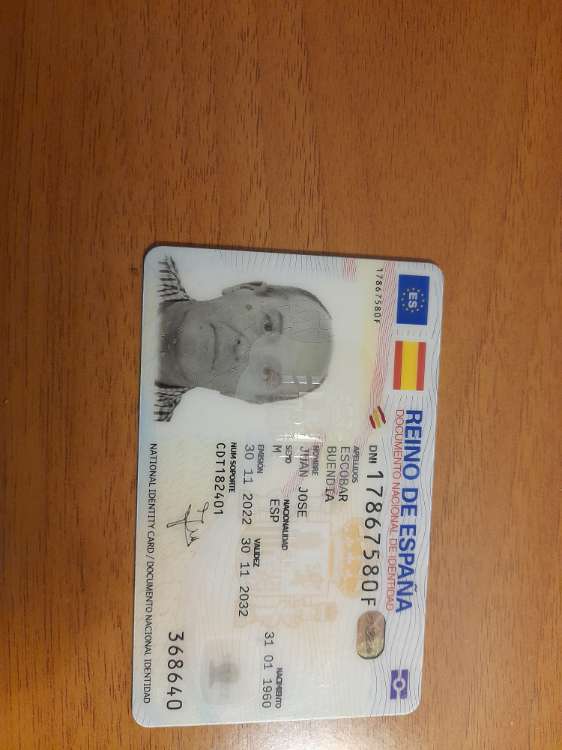 ES
REINO DE ESPAÑA
DOCUMENTO NACIONAL DE IDENTIDAD
17867580F
DNI 17867580F
APELLIDOS
ESCOBAR
BUENDIA
NOMBRE
JUAN JOSE
SEXO NACIONALIDAD NACIMIENTO
M ESP 31 01 1960
EMISIÓN VALIDEZ
30 11 2022 30 11 2032
NUM SOPORTE
CDT182401
368640
NATIONAL IDENTITY CARD / DOCUMENTO NACIONAL IDENTIDAD